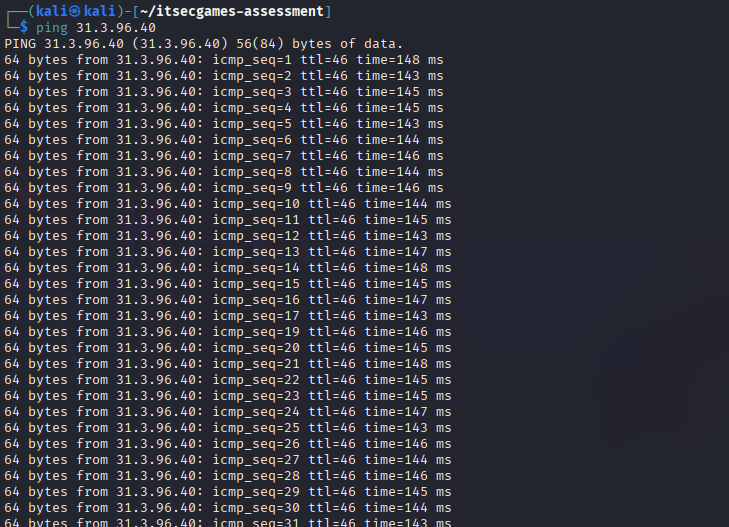 ┌──(kali㉿kali)-[~/itsecgames-assessment]
└─$ ping 31.3.96.40
PING 31.3.96.40 (31.3.96.40) 56(84) bytes of data.
64 bytes from 31.3.96.40: icmp_seq=1 ttl=46 time=148 ms
64 bytes from 31.3.96.40: icmp_seq=2 ttl=46 time=143 ms
64 bytes from 31.3.96.40: icmp_seq=3 ttl=46 time=145 ms
64 bytes from 31.3.96.40: icmp_seq=4 ttl=46 time=145 ms
64 bytes from 31.3.96.40: icmp_seq=5 ttl=46 time=143 ms
64 bytes from 31.3.96.40: icmp_seq=6 ttl=46 time=144 ms
64 bytes from 31.3.96.40: icmp_seq=7 ttl=46 time=146 ms
64 bytes from 31.3.96.40: icmp_seq=8 ttl=46 time=144 ms
64 bytes from 31.3.96.40: icmp_seq=9 ttl=46 time=146 ms
64 bytes from 31.3.96.40: icmp_seq=10 ttl=46 time=144 ms
64 bytes from 31.3.96.40: icmp_seq=11 ttl=46 time=145 ms
64 bytes from 31.3.96.40: icmp_seq=12 ttl=46 time=143 ms
64 bytes from 31.3.96.40: icmp_seq=13 ttl=46 time=147 ms
64 bytes from 31.3.96.40: icmp_seq=14 ttl=46 time=148 ms
64 bytes from 31.3.96.40: icmp_seq=15 ttl=46 time=145 ms
64 bytes from 31.3.96.40: icmp_seq=16 ttl=46 time=147 ms
64 bytes from 31.3.96.40: icmp_seq=17 ttl=46 time=143 ms
64 bytes from 31.3.96.40: icmp_seq=19 ttl=46 time=146 ms
64 bytes from 31.3.96.40: icmp_seq=20 ttl=46 time=145 ms
64 bytes from 31.3.96.40: icmp_seq=21 ttl=46 time=148 ms
64 bytes from 31.3.96.40: icmp_seq=22 ttl=46 time=145 ms
64 bytes from 31.3.96.40: icmp_seq=23 ttl=46 time=145 ms
64 bytes from 31.3.96.40: icmp_seq=24 ttl=46 time=147 ms
64 bytes from 31.3.96.40: icmp_seq=25 ttl=46 time=143 ms
64 bytes from 31.3.96.40: icmp_seq=26 ttl=46 time=146 ms
64 bytes from 31.3.96.40: icmp_seq=27 ttl=46 time=144 ms
64 bytes from 31.3.96.40: icmp_seq=28 ttl=46 time=146 ms
64 bytes from 31.3.96.40: icmp_seq=29 ttl=46 time=145 ms
64 bytes from 31.3.96.40: icmp_seq=30 ttl=46 time=144 ms
64 bytes from 31.3.96.40: icmp_seq=31 ttl=46 time=143 ms